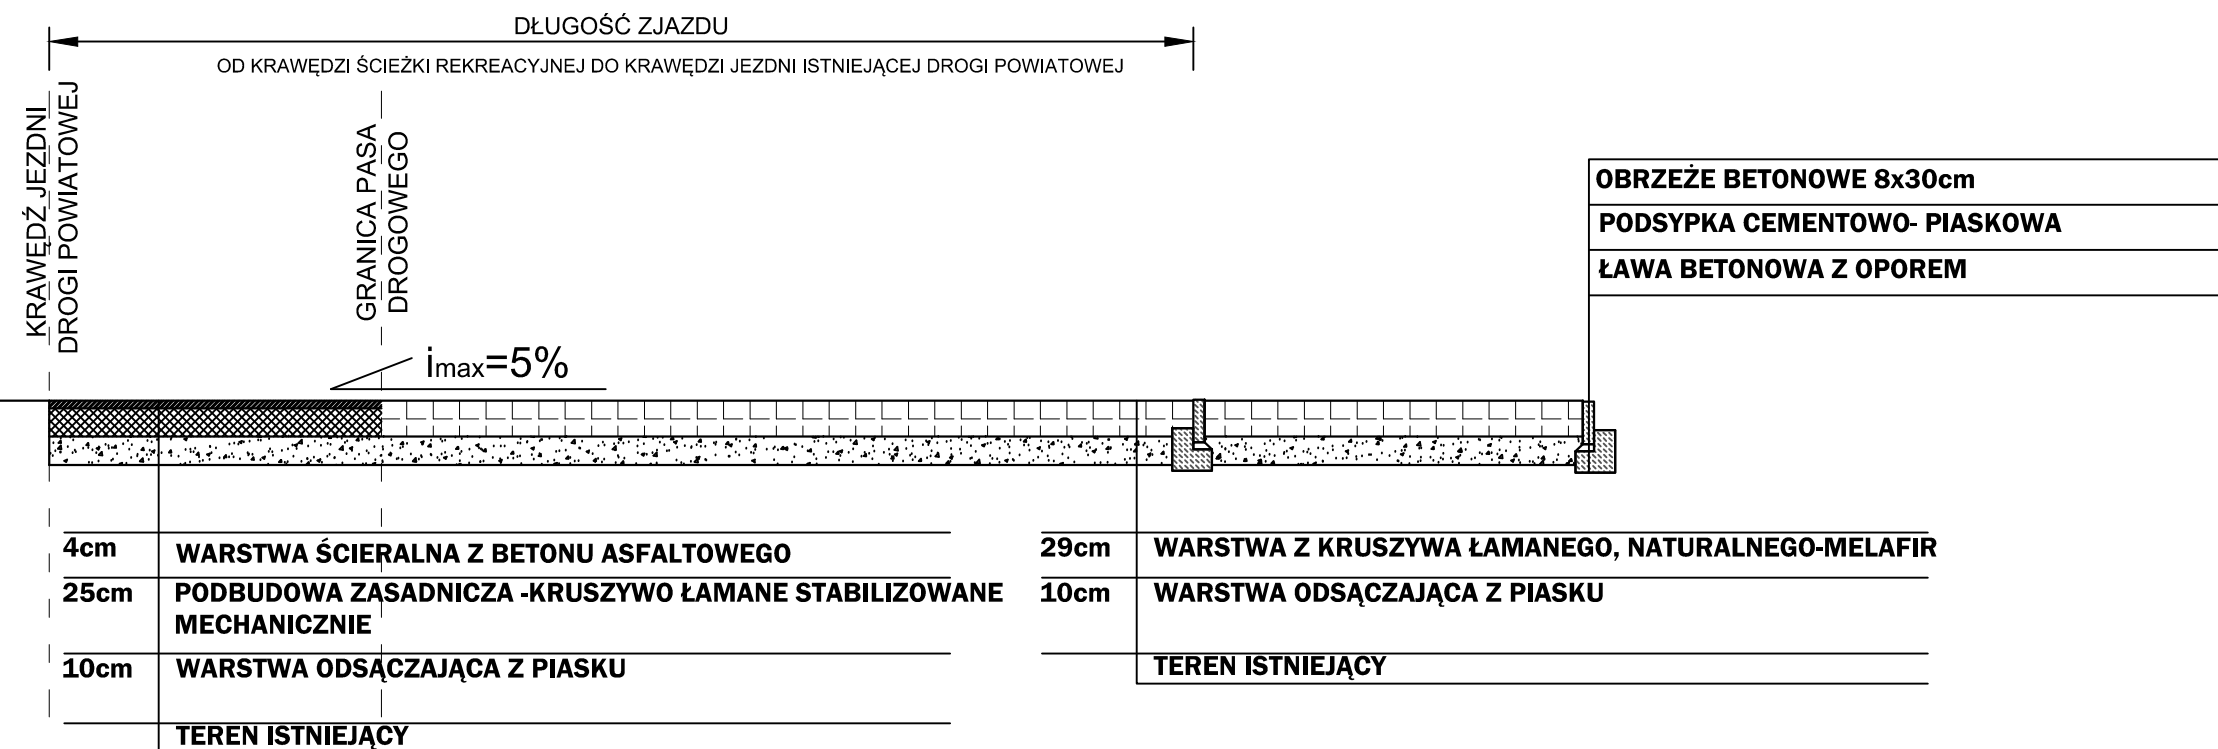 DŁUGOŚĆ ZJAZDU
OD KRAWĘDZI ŚCIEŻKI REKREACYJNEJ DO KRAWĘDZI JEZDNI ISTNIEJĄCEJ DROGI POWIATOWEJ
KRAWĘDŹ JEZDNI
DROGI POWIATOWEJ
GRANICA PASA
DROGOWEGO
imax=5%
OBRZEŻE BETONOWE 8x30cm
PODSYPKA CEMENTOWO- PIASKOWA
ŁAWA BETONOWA Z OPOREM
4cm WARSTWA ŚCIERALNA Z BETONU ASFALTOWEGO
25cm PODBUDOWA ZASADNICZA -KRUSZYWO ŁAMANE STABILIZOWANE
MECHANICZNIE
10cm WARSTWA ODSĄCZAJĄCA Z PIASKU
TEREN ISTNIEJĄCY
29cm WARSTWA Z KRUSZYWA ŁAMANEGO, NATURALNEGO-MELAFIR
10cm WARSTWA ODSĄCZAJĄCA Z PIASKU
TEREN ISTNIEJĄCY